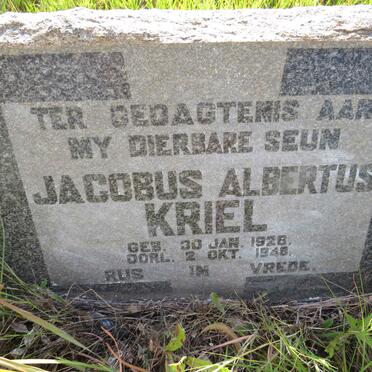 TER GEDAGTENIS AAN
MY DIERBARE SEUN
JACOBUS ALBERTUS
KRIEL
GEB. 30 JAN. 1928.
OORL. 2 OKT. 1948.
RUS IN VREDE.